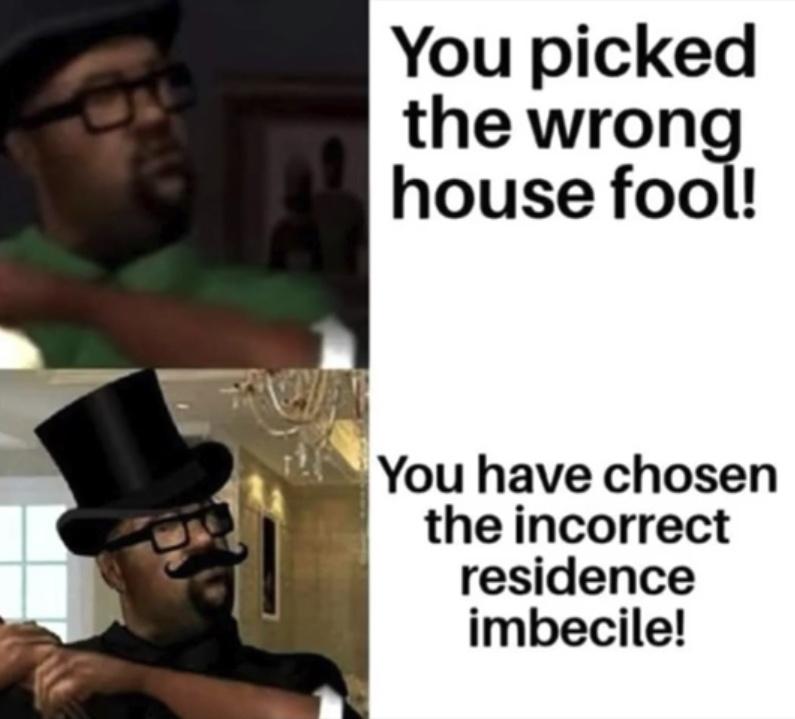 You picked
the wrong
house fool!
You have chosen
the incorrect
residence
imbecile!